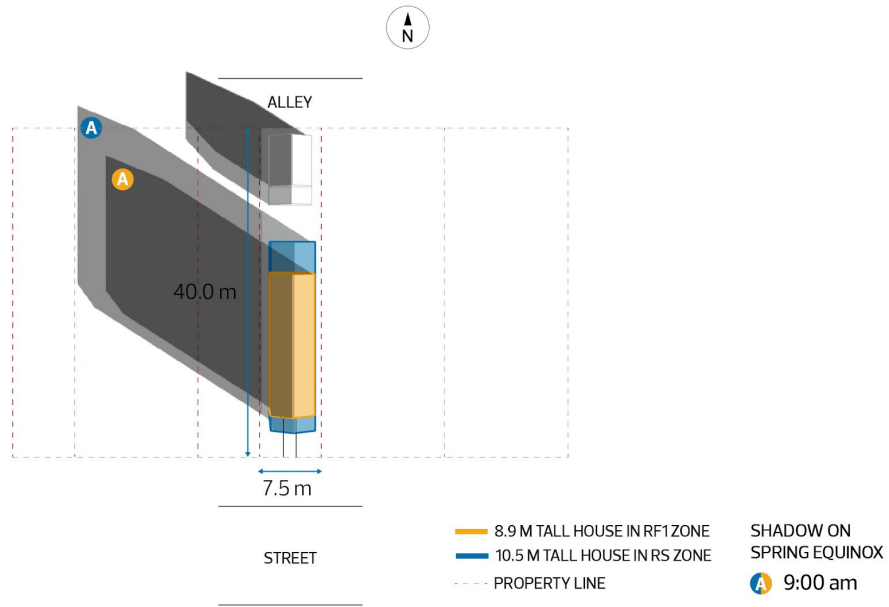 N
ALLEY
A
A
40.0 m
7.5 m
STREET
8.9 M TALL HOUSE IN RF1 ZONE
10.5 M TALL HOUSE IN RS ZONE
PROPERTY LINE
SHADOW ON
SPRING EQUINOX
A 9:00 am